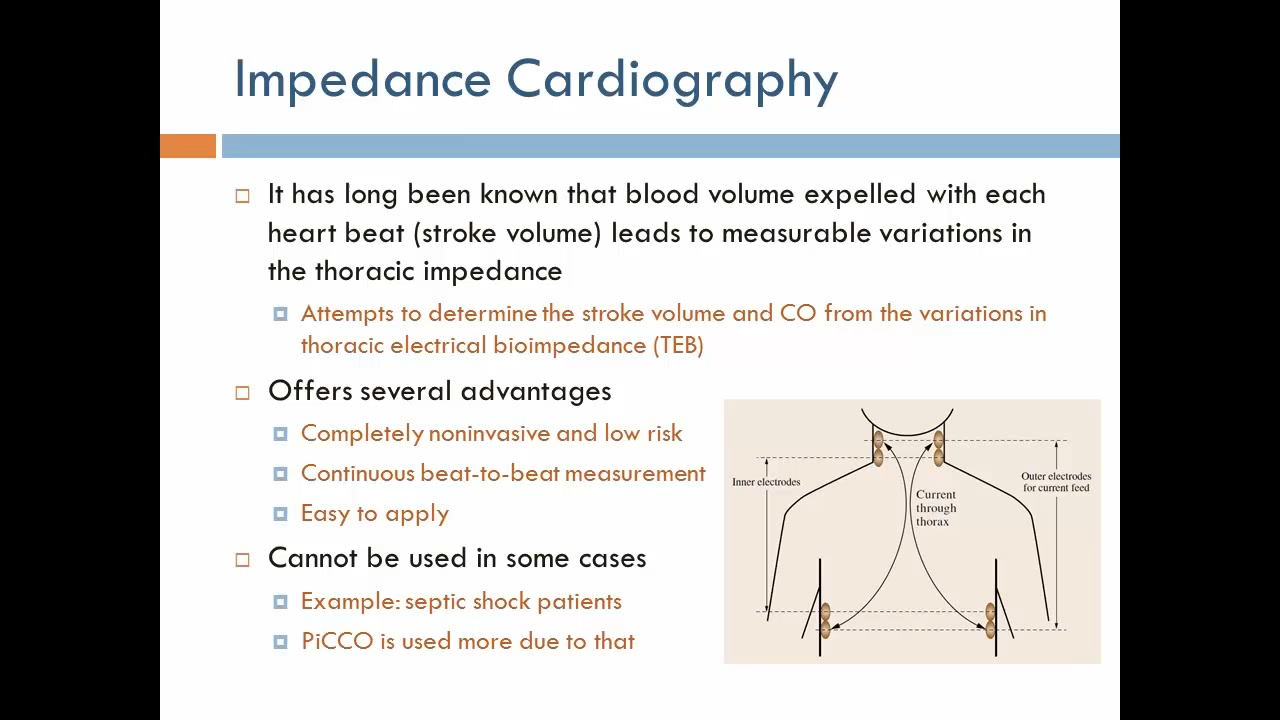 Impedance Cardiography
It has long been known that blood volume expelled with each
heart beat (stroke volume) leads to measurable variations in
the thoracic impedance
Attempts to determine the stroke volume and CO from the variations in
thoracic electrical bioimpedance (TEB)
Offers several advantages
Completely noninvasive and low risk
Continuous beat-to-beat measurement
Easy to apply
Cannot be used in some cases
Example: septic shock patients
PiCCO is used more due to that
Inner electrodes
Current
through
thorax
Outer electrodes
for current feed